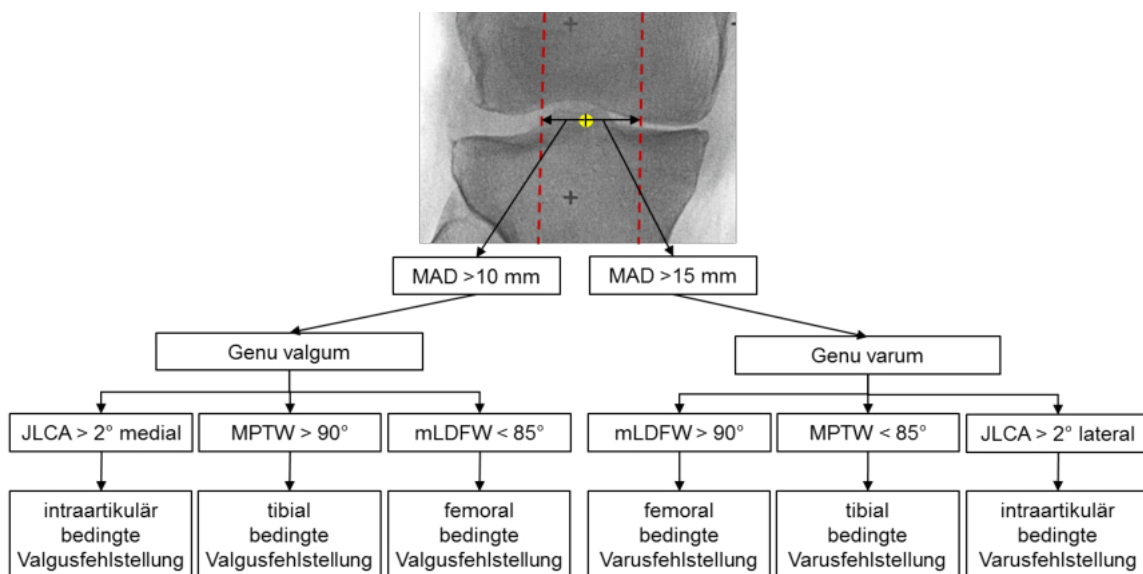 MAD >10 mm
MAD >15 mm
Genu valgum
Genu varum
JLCA > 2° medial
MPTW > 90°
mLDFW < 85°
mLDFW > 90°
MPTW < 85°
JLCA > 2° lateral
intraartikulär
bedingte
Valgusfehlstellung
tibial
bedingte
Valgusfehlstellung
femoral
bedingte
Valgusfehlstellung
femoral
bedingte
Varusfehlstellung
tibial
bedingte
Varusfehlstellung
intraartikulär
bedingte
Varusfehlstellung